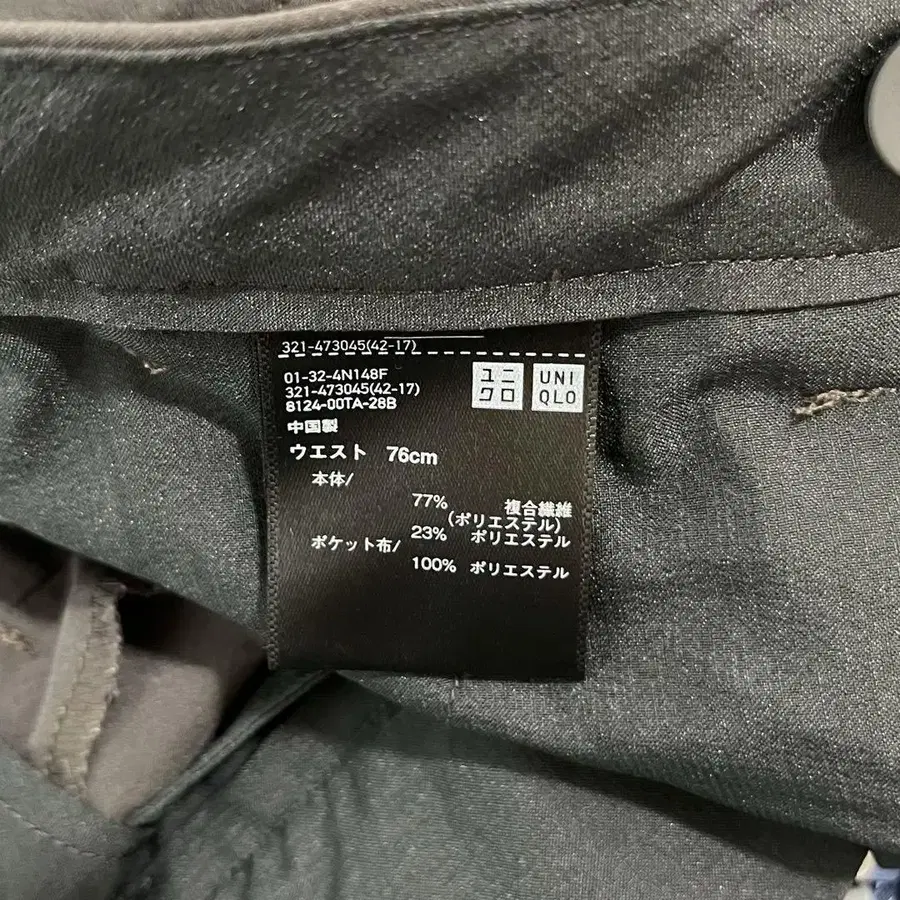 321-473045(42-17)
01-32-4N148F
321-473045(42-17)
8124-00TA-28B
ユニクロ
UNIQLO
中国製
ウエスト 76cm
本体/
77% 複合繊維
(ポリエステル)
23% ポリエステル
ポケット布/
100% ポリエステル